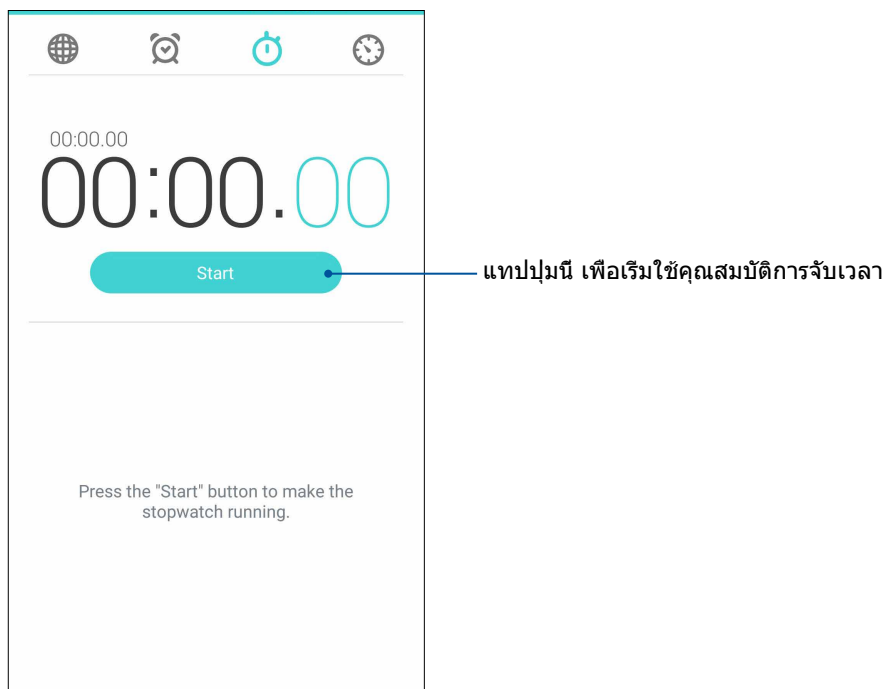 00:00.00
00:00.00
Start
แทปปุ่มนี้ เพื่อเริ่มใช้คุณสมบัติการจับเวลา
Press the "Start" button to make the
stopwatch running.